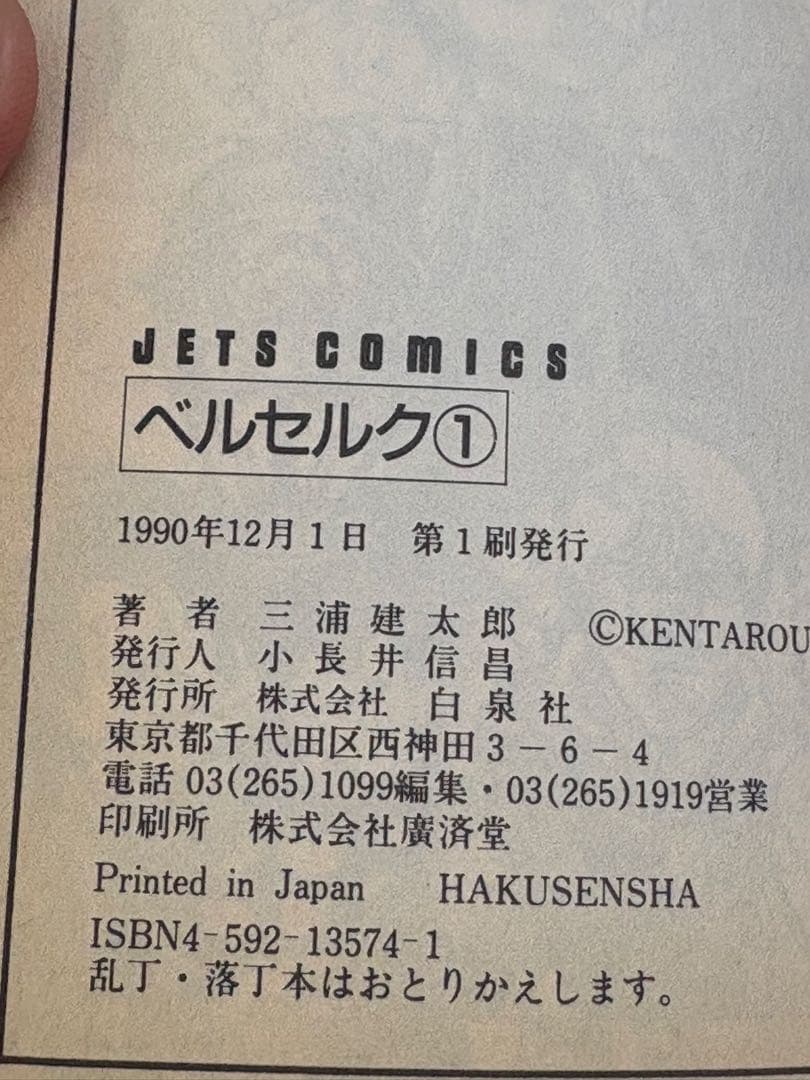 JETS COMICS
ベルセルク①
1990年12月1日 第1刷発行
著者 三浦建太郎 ©KENTAROU
発行人 小長井信昌
発行所 株式会社 白泉社
東京都千代田区西神田3-6-4
電話 03(265)1099編集・03(265)1919営業
印刷所 株式会社廣済堂
Printed in Japan HAKUSENSHA
ISBN4-592-13574-1
乱丁・落丁本はおとりかえします。